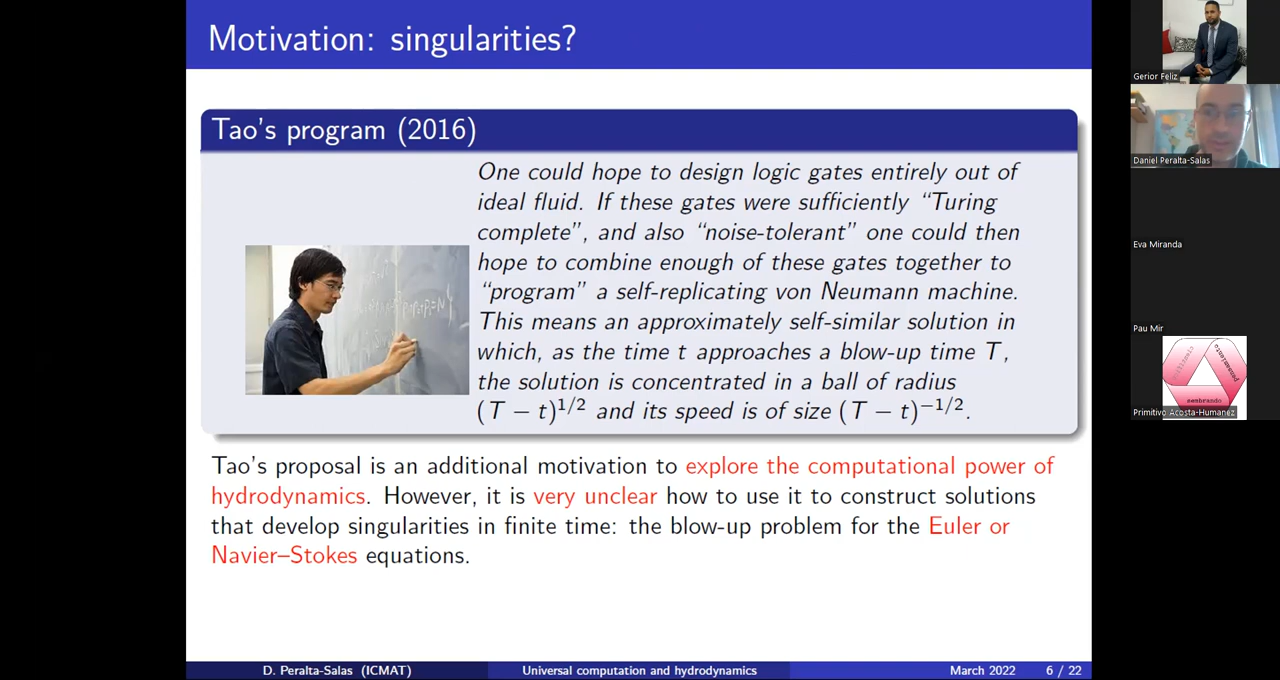 Motivation: singularities?
Tao's program (2016)
One could hope to design logic gates entirely out of
ideal fluid. If these gates were sufficiently “Turing
complete”, and also “noise-tolerant” one could then
hope to combine enough of these gates together to
“program” a self-replicating von Neumann machine.
This means an approximately self-similar solution in
which, as the time t approaches a blow-up time T,
the solution is concentrated in a ball of radius
(T − t)^{1/2} and its speed is of size (T − t)^{−1/2}.
Tao's proposal is an additional motivation to explore the computational power of
hydrodynamics. However, it is very unclear how to use it to construct solutions
that develop singularities in finite time: the blow-up problem for the Euler or
Navier–Stokes equations.
D. Peralta-Salas (ICMAT)
Universal computation and hydrodynamics
March 2022
6 / 22
Gerior Feliz
Daniel Peralta-Salas
Eva Miranda
Pau Mir
pensamiento
sembrando
Primitivo Acosta-Humanez